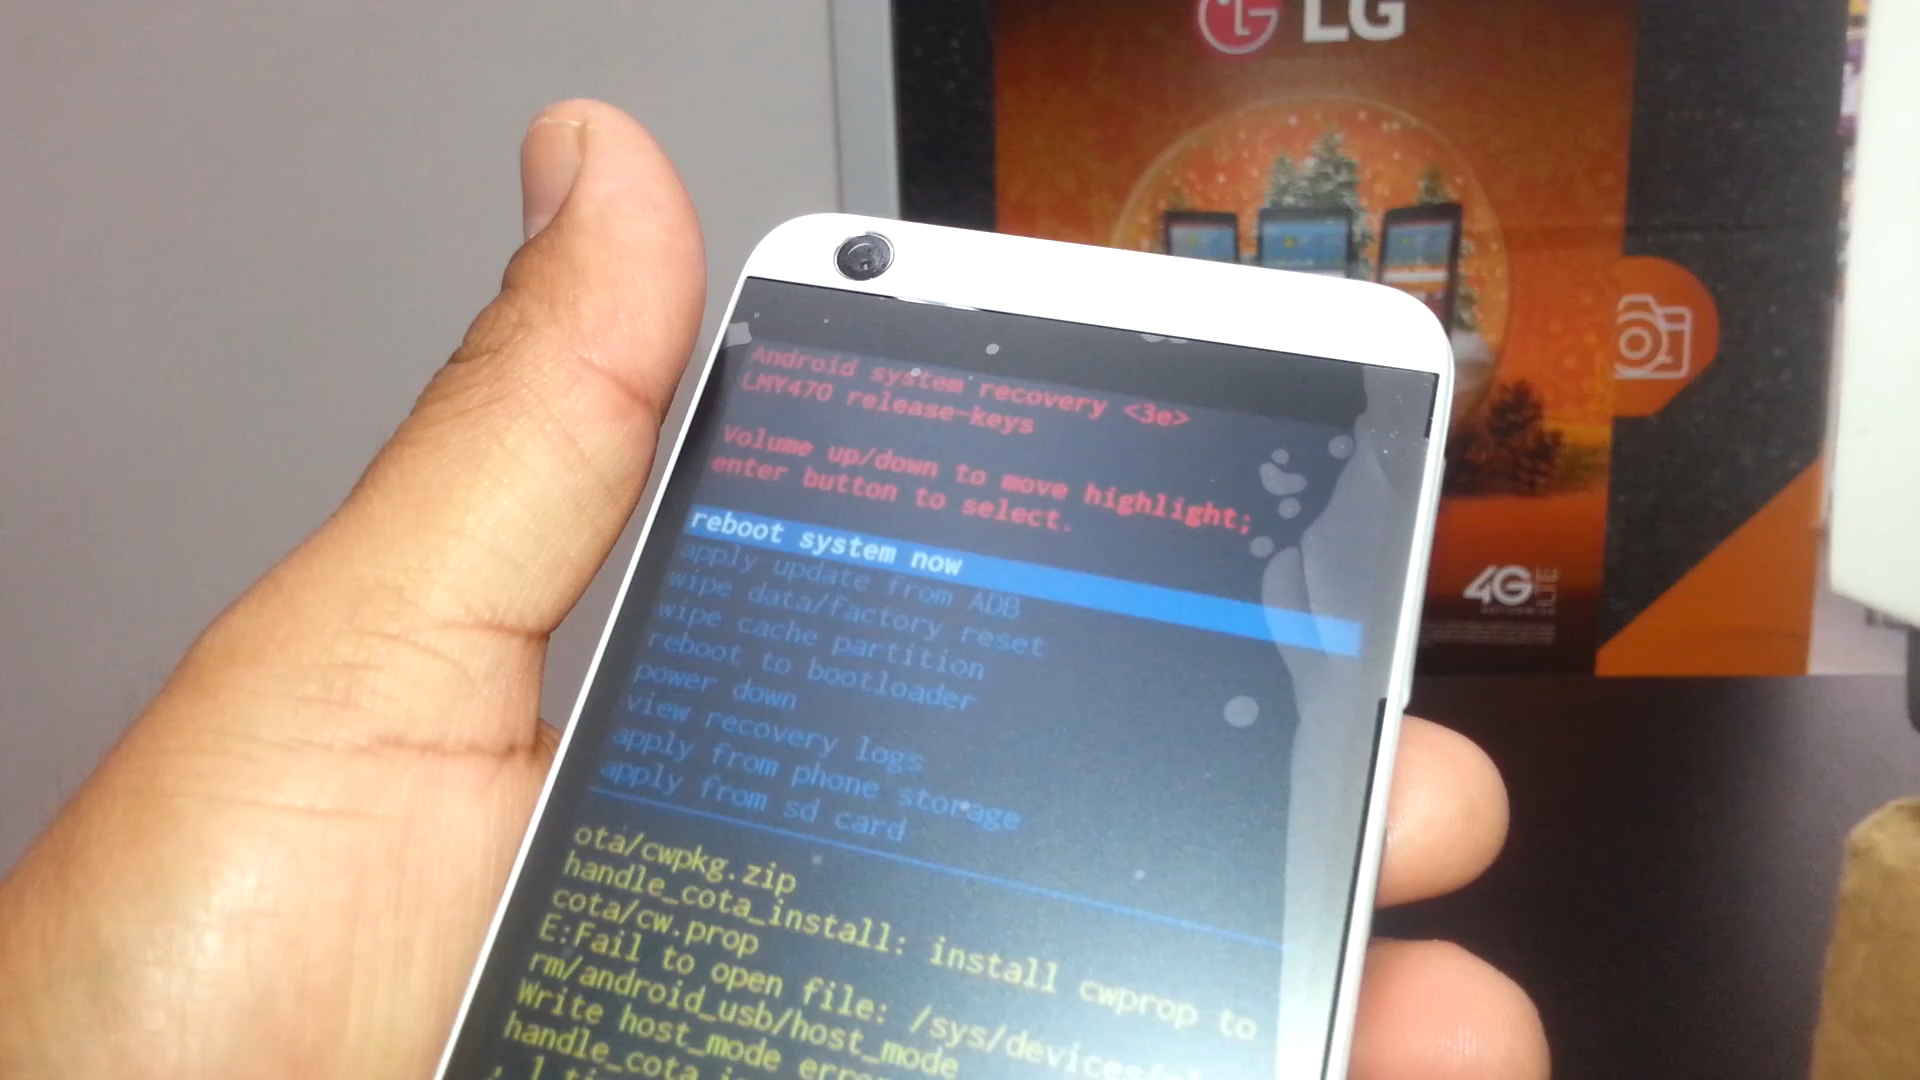 LG
Android system recovery <3e>
LMY47O release-keys
Volume up/down to move highlight;
enter button to select.
reboot system now
apply update from ADB
wipe data/factory reset
wipe cache partition
reboot to bootloader
power down
view recovery logs
apply from phone storage
apply from sd card
ota/cwpkg.zip
handle_cota_install: install cwprop to
cota/cw.prop
E:Fail to open file: /sys/devices/
rm/android_usb/host_mode
Write host_mode
handle_cota
4G LTE